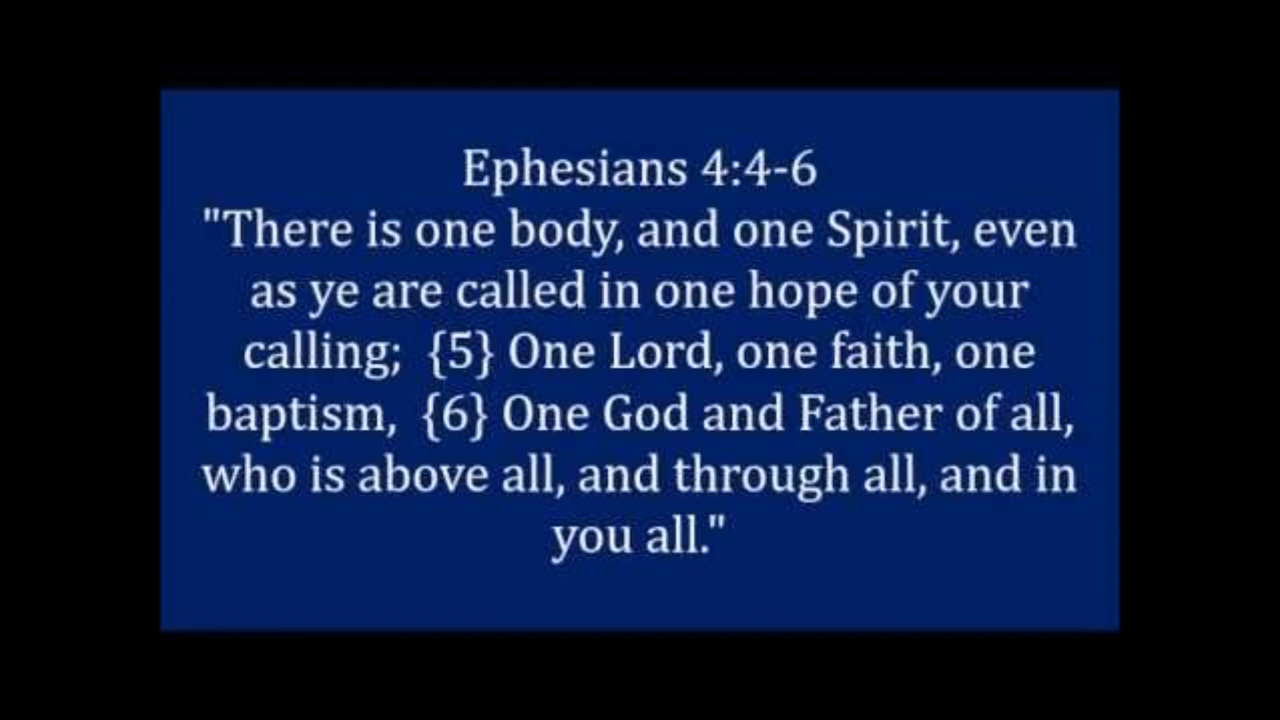 Ephesians 4:4-6
"There is one body, and one Spirit, even
as ye are called in one hope of your
calling;  {5} One Lord, one faith, one
baptism,  {6} One God and Father of all,
who is above all, and through all, and in
you all."